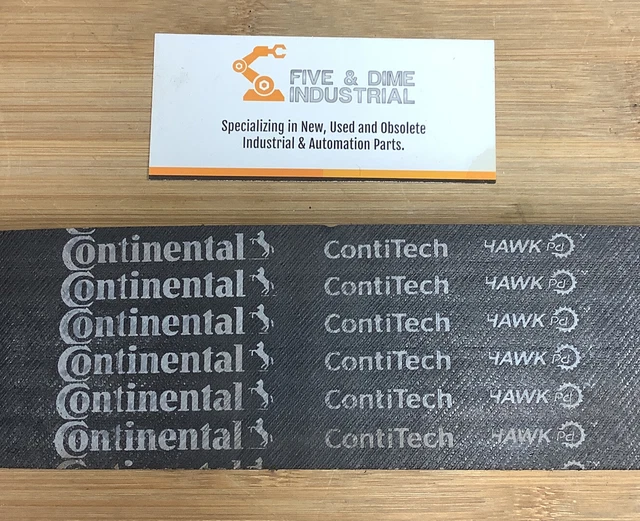 FIVE & DIME
INDUSTRIAL
Specializing in New, Used and Obsolete
Industrial & Automation Parts.
Continental ContiTech HAWK Pd
Continental ContiTech HAWK Pd
Continental ContiTech HAWK Pd
Continental ContiTech HAWK Pd
Continental ContiTech HAWK Pd
Continental ContiTech HAWK Pd